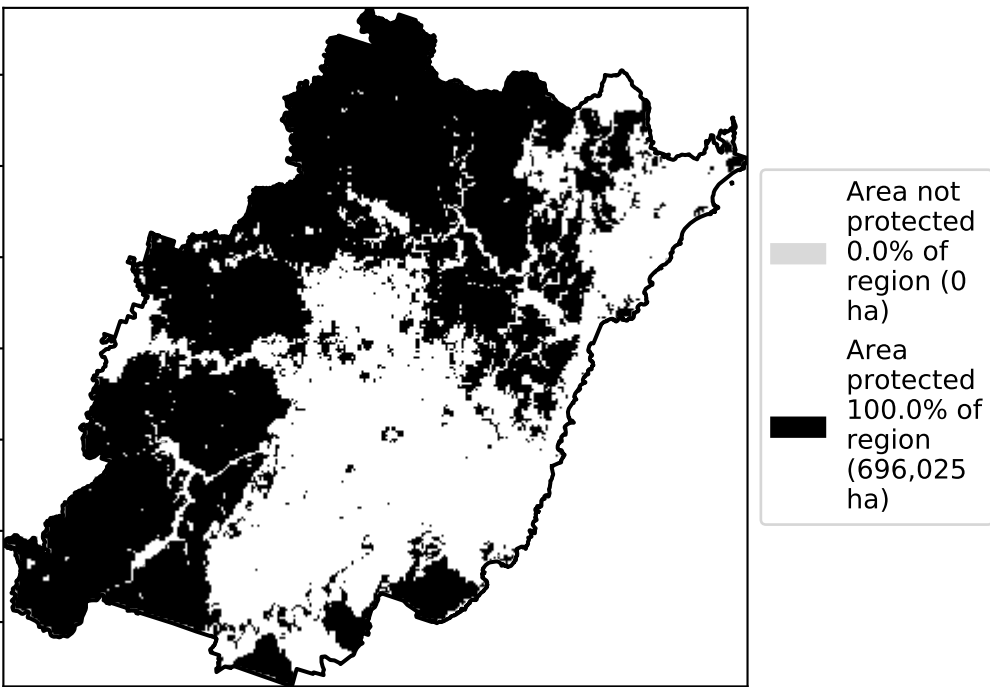 Area not
protected
0.0% of
region (0
ha)
Area
protected
100.0% of
region
(696,025
ha)